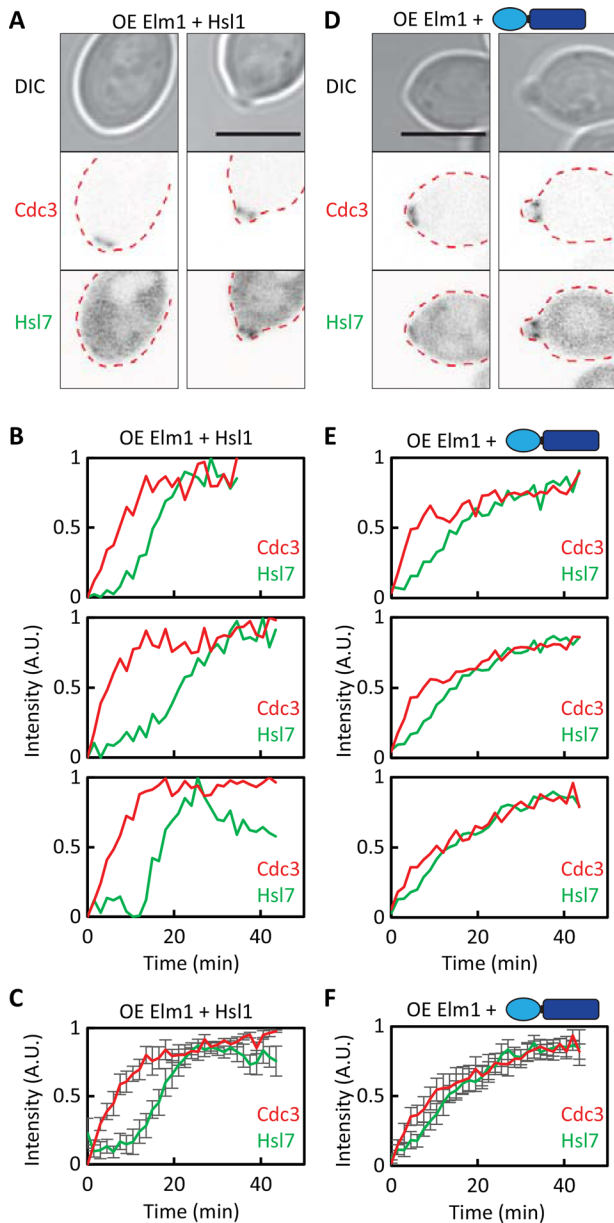 A
OE Elm1 + Hsl1
DIC
Cdc3
Hsl7
D
OE Elm1 +
DIC
Cdc3
Hsl7
B
OE Elm1 + Hsl1
Intensity (A.U.)
1
0.5
0
Cdc3
Hsl7
1
0.5
0
Cdc3
Hsl7
1
0.5
0
Cdc3
Hsl7
0 20 40
Time (min)
E
OE Elm1 +
Intensity (A.U.)
1
0.5
0
Cdc3
Hsl7
1
0.5
0
Cdc3
Hsl7
1
0.5
0
Cdc3
Hsl7
0 20 40
Time (min)
C
OE Elm1 + Hsl1
Intensity (A.U.)
1
0.5
0
Cdc3
Hsl7
0 20 40
Time (min)
F
OE Elm1 +
Intensity (A.U.)
1
0.5
0
Cdc3
Hsl7
0 20 40
Time (min)